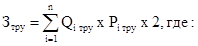 Зтру = n∑i=1 Qi тру x Pi тру x 2, где :